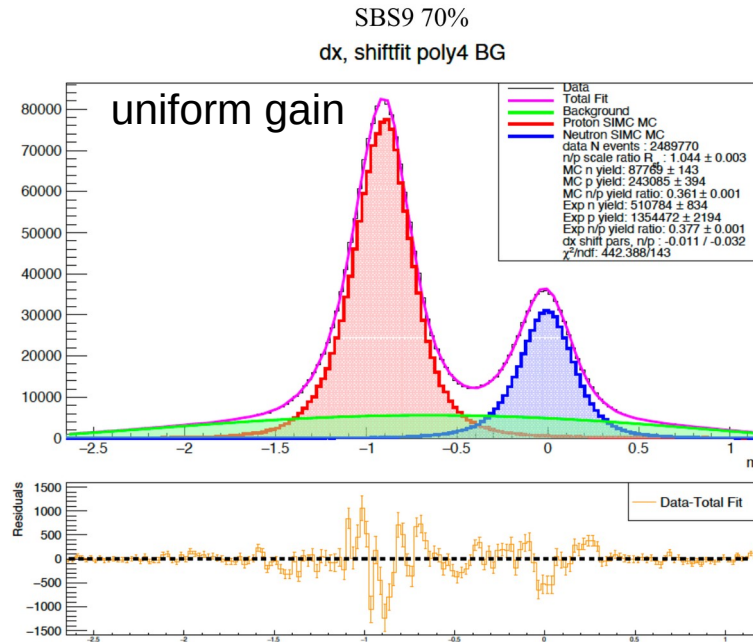 SBS9 70%
dx, shiftfit poly4 BG
uniform gain
Data
Total Fit
Background
Proton SIMC MC
Neutron SIMC MC
data N events : 2489770
n/p scale ratio R : 1.044 ± 0.003
MC n yield: 87769 ± 143
MC p yield: 243085 ± 394
MC n/p yield ratio: 0.361 ± 0.001
Exp n yield: 510784 ± 834
Exp p yield: 1354472 ± 2194
Exp n/p yield ratio: 0.377 ± 0.001
dx shift pars, n/p : -0.011 / -0.032
χ²/ndf: 442.388/143
80000
70000
60000
50000
40000
30000
20000
10000
0
-2.5 -2 -1.5 -1 -0.5 0 0.5 1
Residuals
Data-Total Fit
1500
1000
500
0
-500
-1000
-1500
-2.5 -2 -1.5 -1 -0.5 0 0.5 1